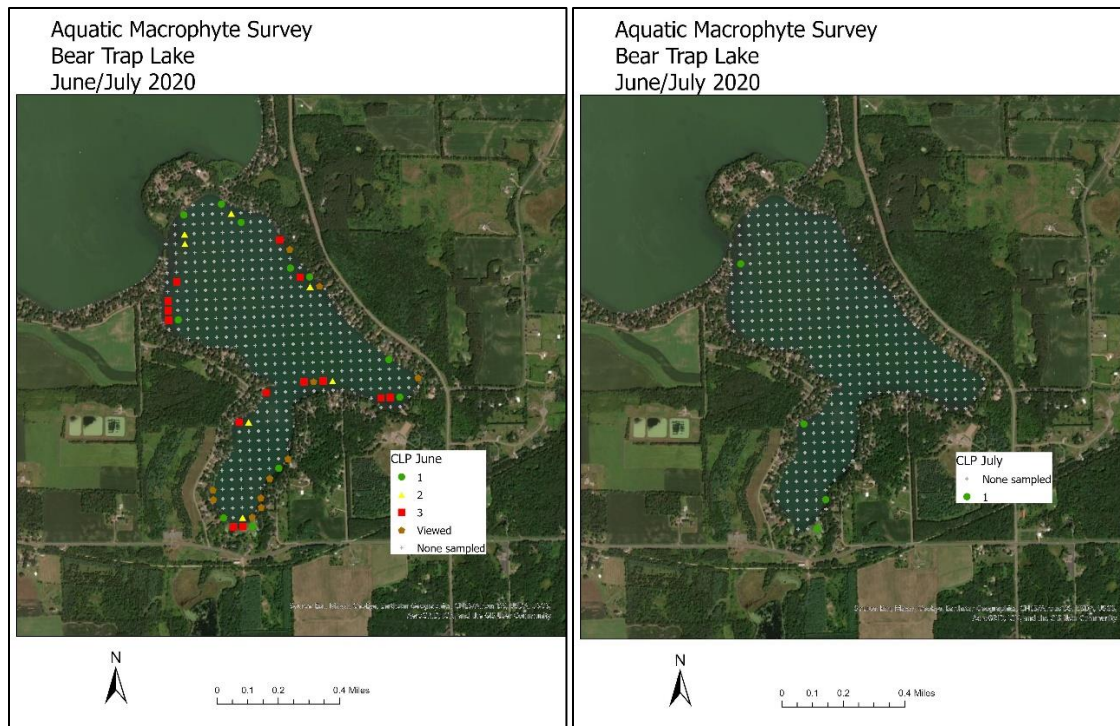 Aquatic Macrophyte Survey
Bear Trap Lake
June/July 2020
CLP June
1
2
3
Viewed
None sampled
N
0 0.1 0.2 0.4 Miles
Aquatic Macrophyte Survey
Bear Trap Lake
June/July 2020
CLP July
None sampled
1
N
0 0.1 0.2 0.4 Miles